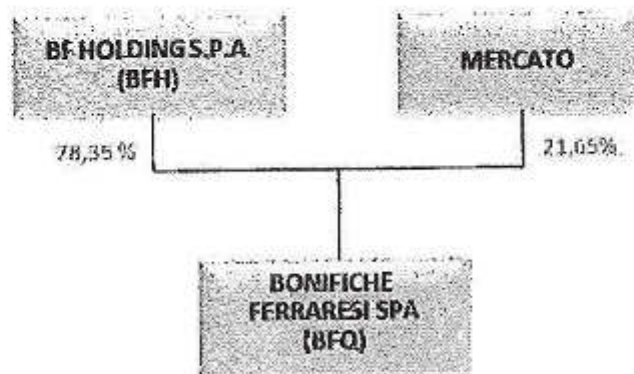 BF HOLDING S.P.A.
(BFH)
MERCATO
78,35 %
21,65%
BONIFICHE
FERRARESI SPA
(BFQ)